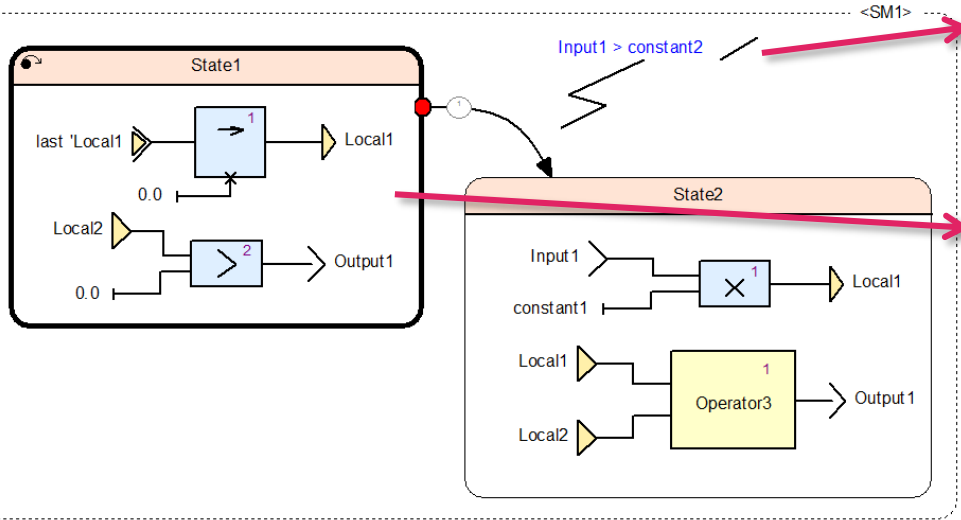 <SM1>
Input1 > constant2
State1
1
1
last 'Local1
Local1
0.0
State2
Local2
2
Output1
0.0
Input1
1
Local1
constant1
Local1
1
Operator3
Output1
Local2